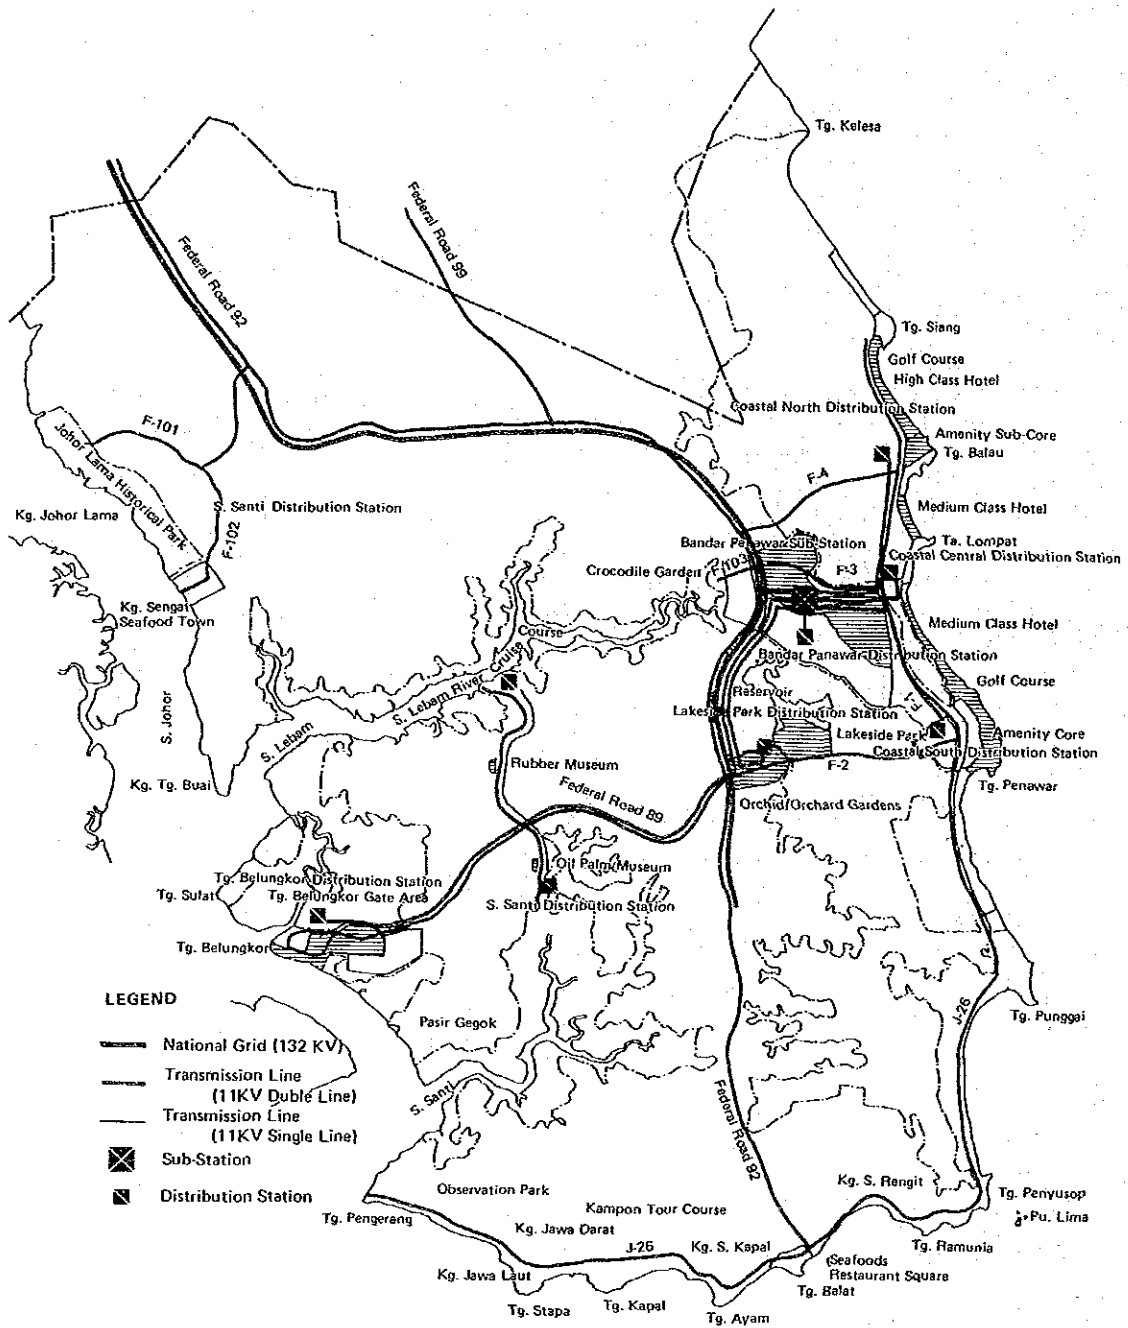 Tg. Kelesa
Federal Road 99
Federal Road 92
Tg. Siang
Golf Course
High Class Hotel
Coastal North Distribution Station
F-101
Amenity Sub-Core
Tg. Balau
Johor Lama Historical Park
F-4
Kg. Johor Lama
S. Santi Distribution Station
Medium Class Hotel
F-102
Bandar Penawar Sub-Station
Ta. Lompat
Coastal Central Distribution Station
Crocodile Garden
F-103
F-3
Kg. Sengai
Seafood Town
Medium Class Hotel
S. Lebam River Cruise Course
Bandar Panawar Distribution Station
Golf Course
S. Johor
S. Lebam
Reservoir
F-1
Lakeside Park Distribution Station
Lakeside Park
Amenity Core
Coastal South Distribution Station
Rubber Museum
F-2
Kg. Tg. Buai
Tg. Penawar
Federal Road 89
Orchid/Orchard Gardens
Oil Palm Museum
Tg. Belungkor Distribution Station
Tg. Sulat
Tg. Belungkor Gate Area
S. Santi Distribution Station
Tg. Belungkor
LEGEND
National Grid (132 KV)
Transmission Line
(11KV Duble Line)
Transmission Line
(11KV Single Line)
Sub-Station
Distribution Station
Pasir Gegok
Tg. Punggai
J-26
S. Santi
Federal Road 92
Observation Park
Kg. S. Rengit
Tg. Penyusop
Tg. Pengerang
Kampon Tour Course
Pu. Lima
Kg. Jawa Darat
J-26
Kg. S. Kapal
Tg. Ramunia
Seafoods
Restaurant Square
Kg. Jawa Laut
Tg. Balat
Tg. Stapa
Tg. Kapal
Tg. Ayam